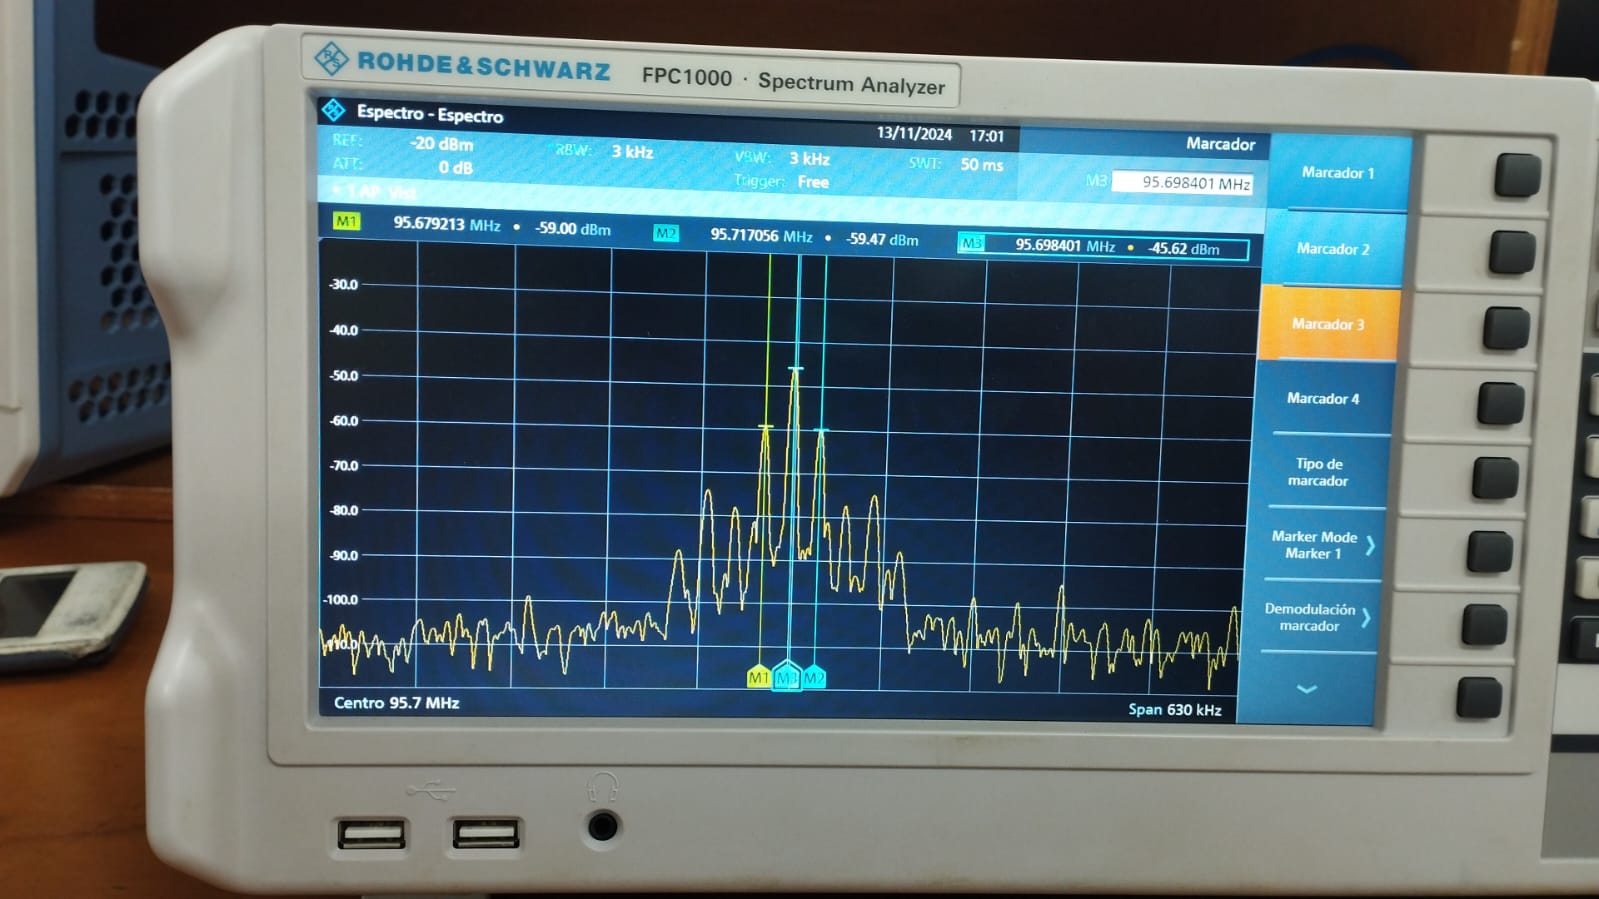 ROHDE&SCHWARZ FPC1000 · Spectrum Analyzer
Espectro - Espectro
13/11/2024 17:01
Marcador
REF: -20 dBm RBW: 3 kHz VBW: 3 kHz SWT: 50 ms
ATT: 0 dB Trigger: Free
M3 95.698401 MHz
1 AP Vist
M1 95.679213 MHz • -59.00 dBm M2 95.717056 MHz • -59.47 dBm M3 95.698401 MHz • -45.62 dBm
-30.0
-40.0
-50.0
-60.0
-70.0
-80.0
-90.0
-100.0
-110.0
M1 M3 M2
Centro 95.7 MHz Span 630 kHz
Marcador 1
Marcador 2
Marcador 3
Marcador 4
Tipo de
marcador
Marker Mode
Marker 1
Demodulación
marcador